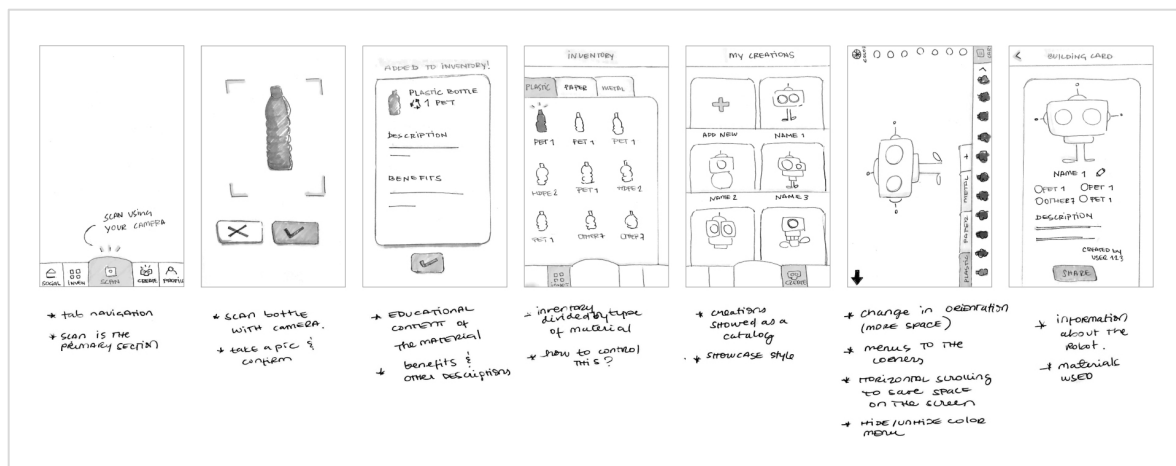 SCAN USING
YOUR CAMERA
SOCIAL
INVEN
SCAN
CREATE
PROFILE
* tab navigation
* SCAN IS THE
PRIMARY SECTION
* SCAN BOTTLE
WITH CAMERA.
* take a pic &
confirm
ADDED TO INVENTORY!
PLASTIC BOTTLE
1 PET
DESCRIPTION
BENEFITS
* EDUCATIONAL
CONTENT OF
THE MATERIAL
* benefits &
OTHER DESCRIPTIONS
INVENTORY
PLASTIC
PAPER
METAL
PET 1
PET 1
PET 1
HDPE 2
PET 1
HDPE 2
PET 1
OTHER 7
OTHER 7
- inventory
divided by type
of material
* how to control
THIS?
MY CREATIONS
ADD NEW
NAME 1
NAME 2
NAME 3
CREATE
* creations
showed as a
catalog
* SHOWCASE style
PLASTIC
PAPER
METAL
+
* change in orientation
(MORE SPACE)
* menus to the
corners
* HORIZONTAL scrolling
to save space
on the screen
* HIDE/UNHIDE color
menu
BUILDING CARD
NAME 1
PET 1
PET 1
OTHER 7
PET 1
DESCRIPTION
CREATED BY
USER 123
SHARE
* information
about the
Robot.
* materials
USED